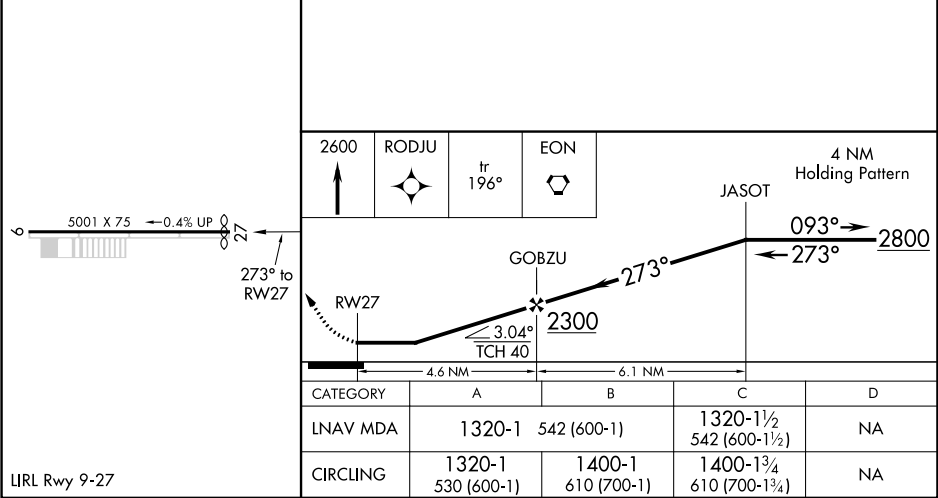 2600
RODJU
tr
196°
EON
4 NM
Holding Pattern
JASOT
093°
2800
273°
GOBZU
273°
2300
RW27
3.04°
TCH 40
4.6 NM
6.1 NM
9
5001 X 75
0.4% UP
27
273° to
RW27
LIRL Rwy 9-27
CATEGORY A B C D
LNAV MDA 1320-1 542 (600-1) 1320-1½ NA
542 (600-1½)
CIRCLING 1320-1 1400-1 1400-1¾ NA
530 (600-1) 610 (700-1) 610 (700-1¾)